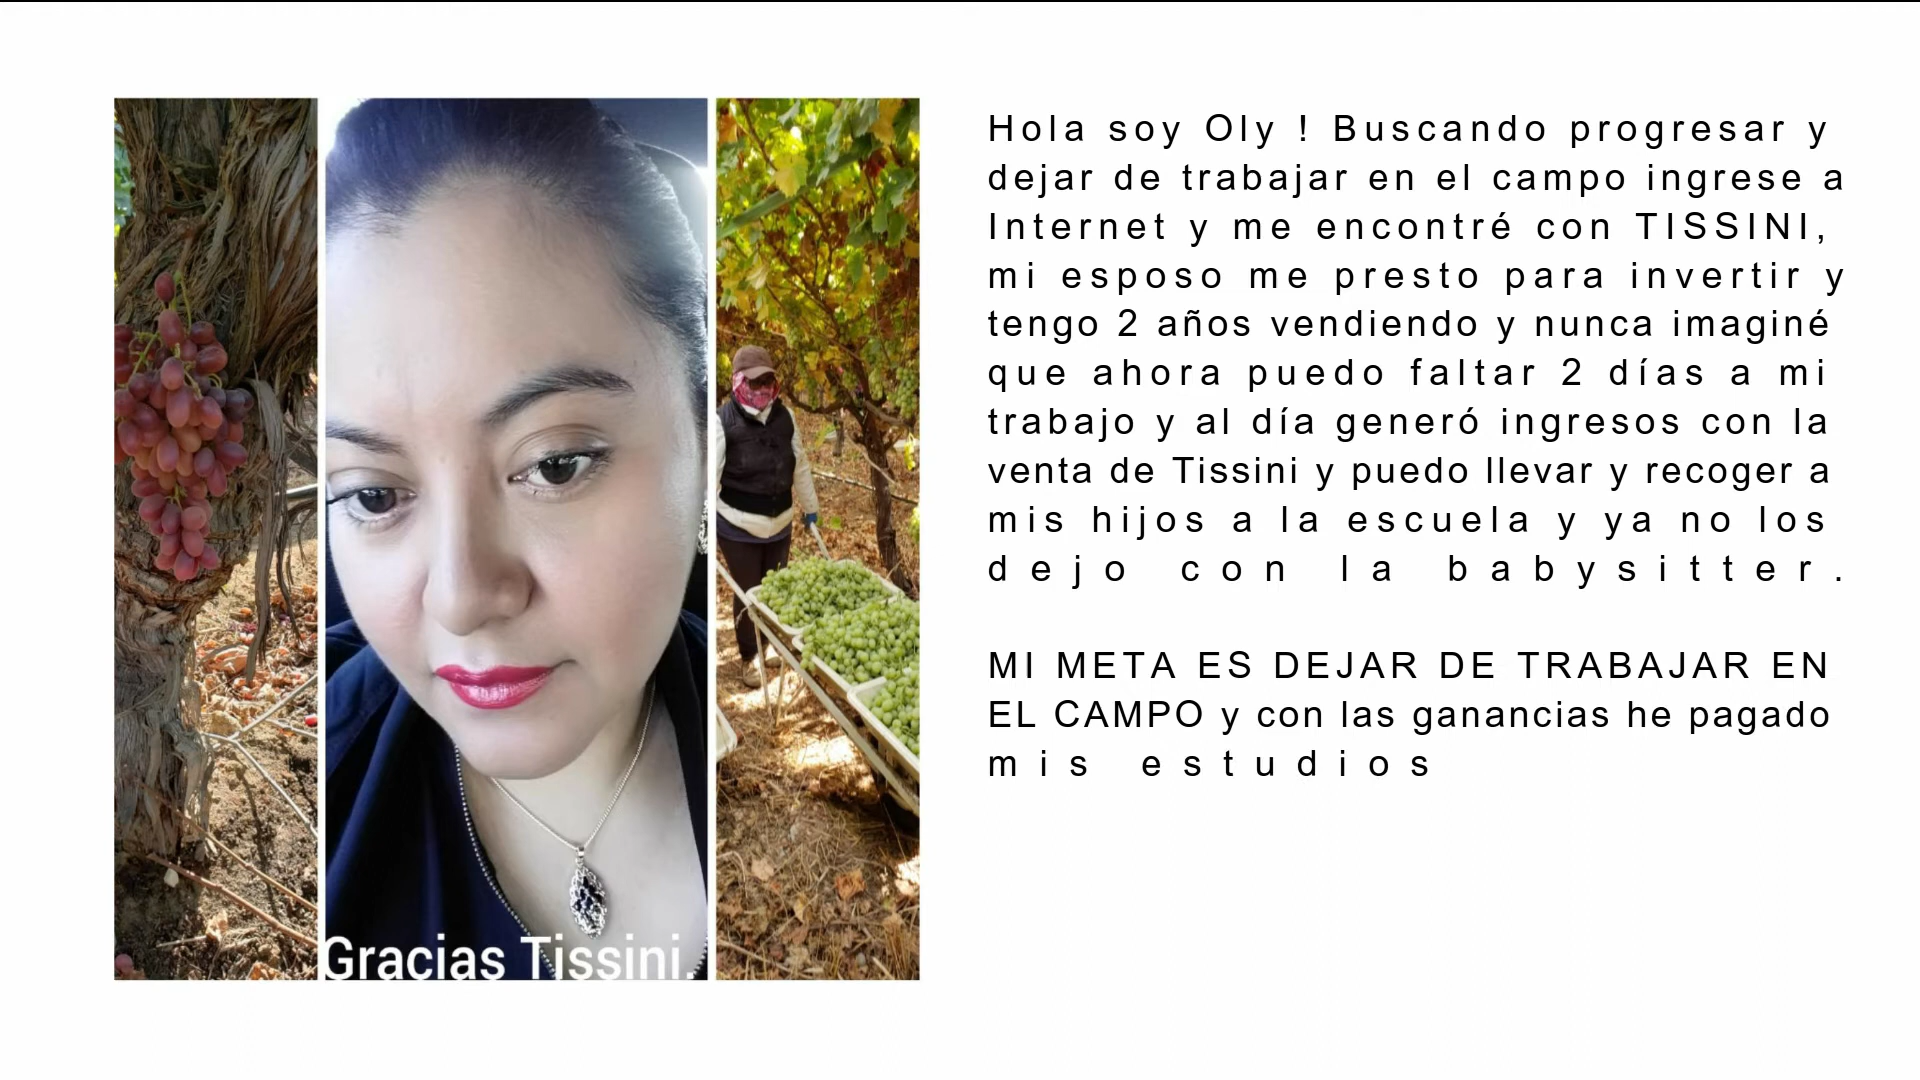 Hola soy Oly ! Buscando progresar y
dejar de trabajar en el campo ingrese a
Internet y me encontré con TISSINI,
mi esposo me presto para invertir y
tengo 2 años vendiendo y nunca imaginé
que ahora puedo faltar 2 días a mi
trabajo y al día generó ingresos con la
venta de Tissini y puedo llevar y recoger a
mis hijos a la escuela y ya no los
dejo con la babysitter.
MI META ES DEJAR DE TRABAJAR EN
EL CAMPO y con las ganancias he pagado
mis estudios
Gracias Tissini.